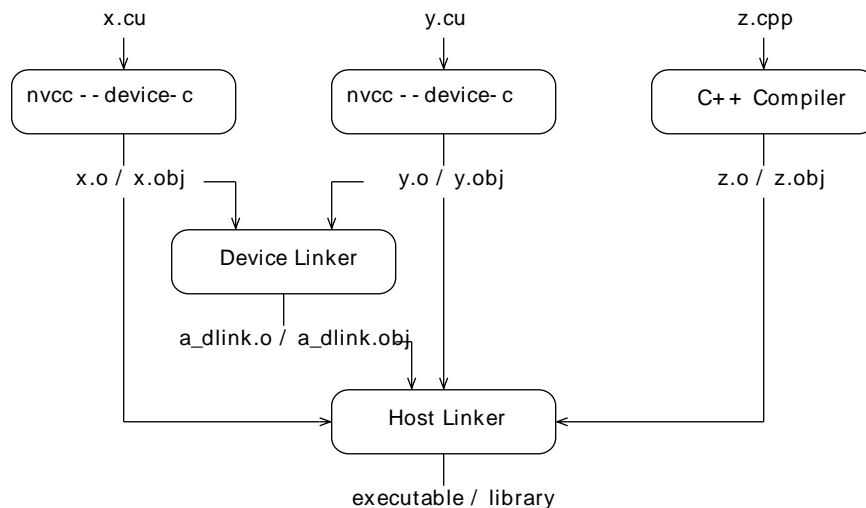 x.cu y.cu z.cpp
nvcc --device-c nvcc --device-c C++ Compiler
x.o / x.obj y.o / y.obj z.o / z.obj
Device Linker
a_dlink.o / a_dlink.obj
Host Linker
executable / library